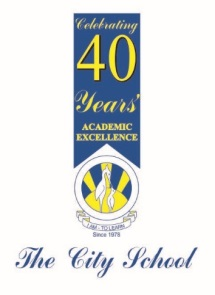 Celebrating
40
Years'
ACADEMIC
EXCELLENCE
I AM - TO LEARN
Since 1978
The City School